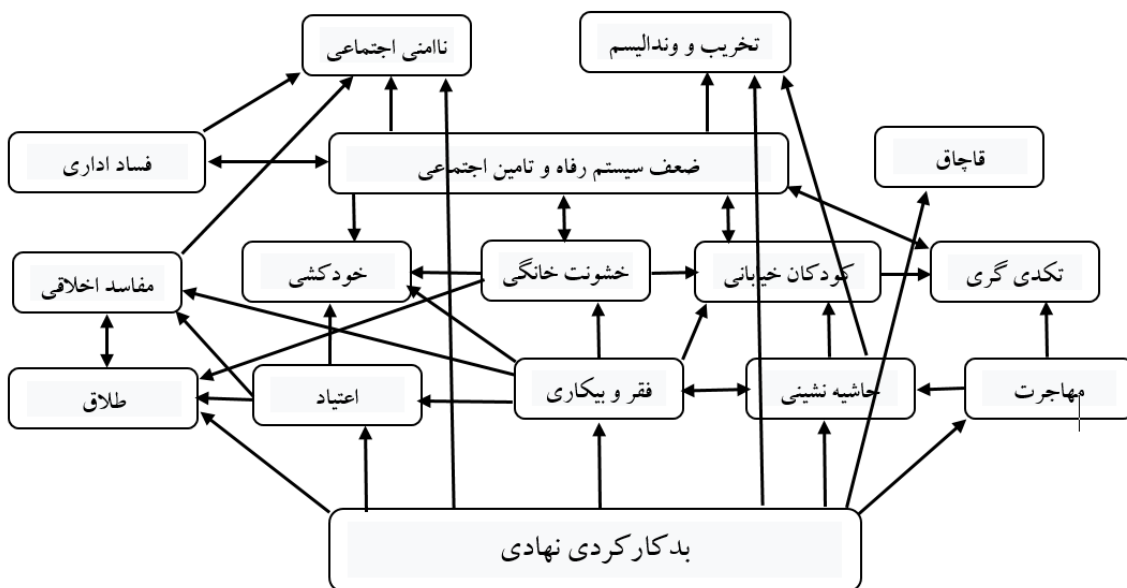 ناامنی اجتماعی
تخریب و وندالیسم
فساد اداری
ضعف سیستم رفاه و تامین اجتماعی
قاچاق
مفاسد اخلاقی
خودکشی
خشونت خانگی
کودکان خیابانی
تکدی گری
طلاق
اعتیاد
فقر و بیکاری
حاشیه نشینی
مهاجرت
بدکارکردی نهادی